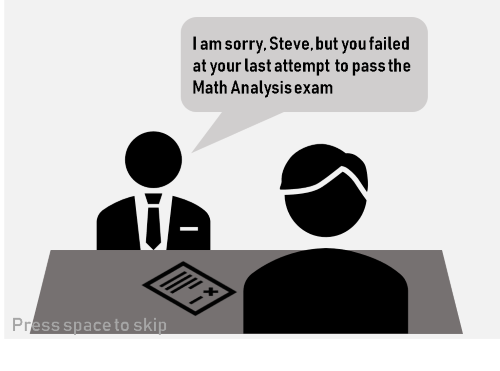 I am sorry, Steve, but you failed
at your last attempt to pass the
Math Analysis exam
Press space to skip